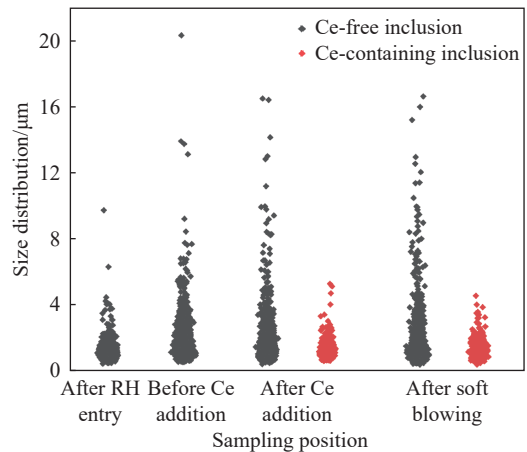 Ce-free inclusion
Ce-containing inclusion
Size distribution/μm
20
16
12
8
4
0
After RH entry
Before Ce addition
After Ce addition
After soft blowing
Sampling position